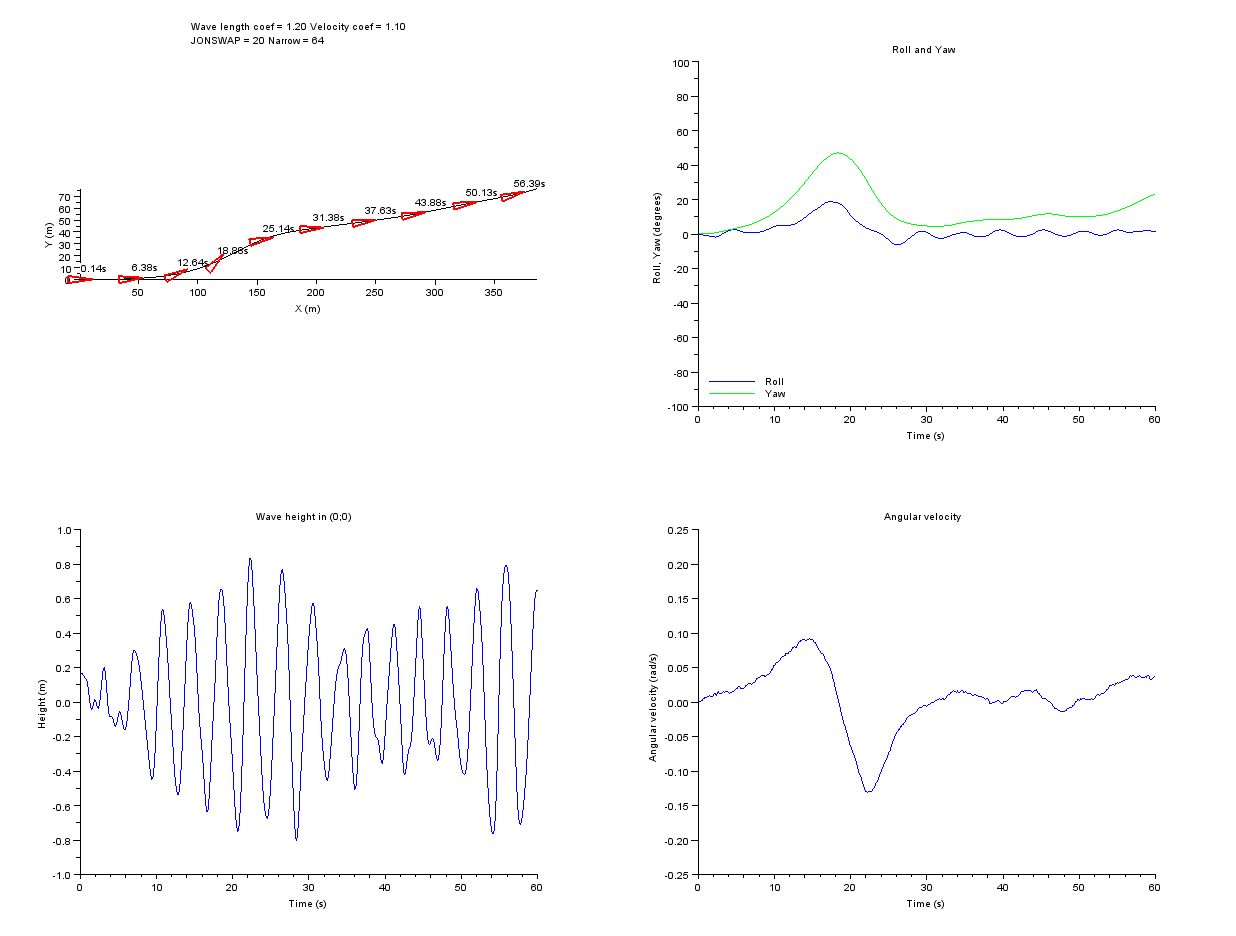 Wave length coef = 1.20 Velocity coef = 1.10
JONSWAP = 20 Narrow = 64
Y (m)
70
60
50
40
30
20
10
0
0.14s
6.38s
12.64s
18.88s
25.14s
31.38s
37.63s
43.88s
50.13s
56.39s
50 100 150 200 250 300 350
X (m)
Roll and Yaw
Roll, Yaw (degrees)
100
80
60
40
20
0
-20
-40
-60
-80
-100
Roll
Yaw
0 10 20 30 40 50 60
Time (s)
Wave height in (0;0)
Height (m)
1.0
0.8
0.6
0.4
0.2
0.0
-0.2
-0.4
-0.6
-0.8
-1.0
0 10 20 30 40 50 60
Time (s)
Angular velocity
Angular velocity (rad/s)
0.25
0.20
0.15
0.10
0.05
0.00
-0.05
-0.10
-0.15
-0.20
-0.25
0 10 20 30 40 50 60
Time (s)